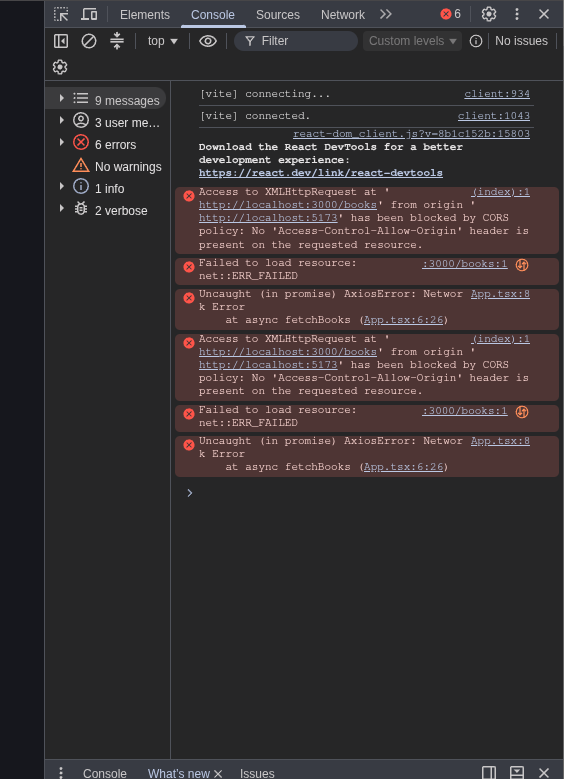 Elements Console Sources Network 6
top Filter Custom levels No issues
9 messages
3 user me...
6 errors
No warnings
1 info
2 verbose
[vite] connecting... client:934
[vite] connected. client:1043
react-dom_client.js?v=8b1c152b:15803
Download the React DevTools for a better
development experience:
https://react.dev/link/react-devtools
Access to XMLHttpRequest at ' (index):1
http://localhost:3000/books' from origin '
http://localhost:5173' has been blocked by CORS
policy: No 'Access-Control-Allow-Origin' header is
present on the requested resource.
Failed to load resource: :3000/books:1
net::ERR_FAILED
Uncaught (in promise) AxiosError: Networ App.tsx:8
k Error
at async fetchBooks (App.tsx:6:26)
Access to XMLHttpRequest at ' (index):1
http://localhost:3000/books' from origin '
http://localhost:5173' has been blocked by CORS
policy: No 'Access-Control-Allow-Origin' header is
present on the requested resource.
Failed to load resource: :3000/books:1
net::ERR_FAILED
Uncaught (in promise) AxiosError: Networ App.tsx:8
k Error
at async fetchBooks (App.tsx:6:26)
Console What's new Issues